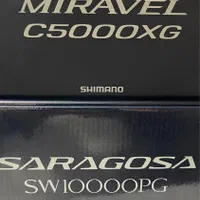 MIRAVEL
C5000XG
SHIMANO
SARAGOSA
SW10000PG